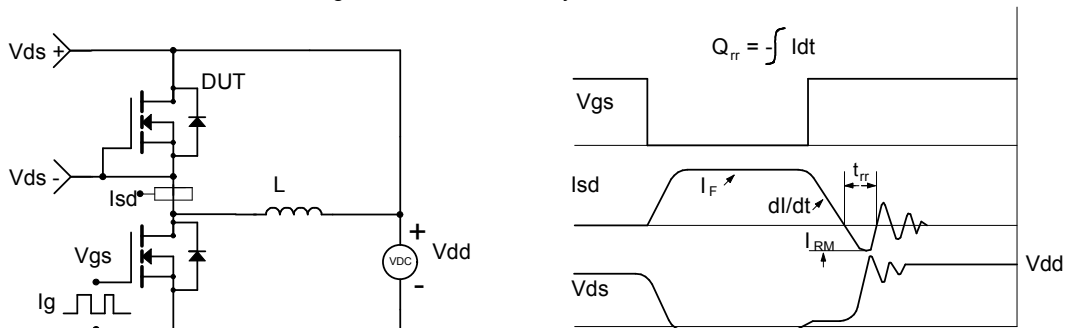 Vds +
DUT
Vds -
Isd
L
Vgs
+
VDC
Vdd
-
Ig
Qrr = -∫ Idt
Vgs
trr
Isd
IF
dI/dt
IRM
Vds
Vdd